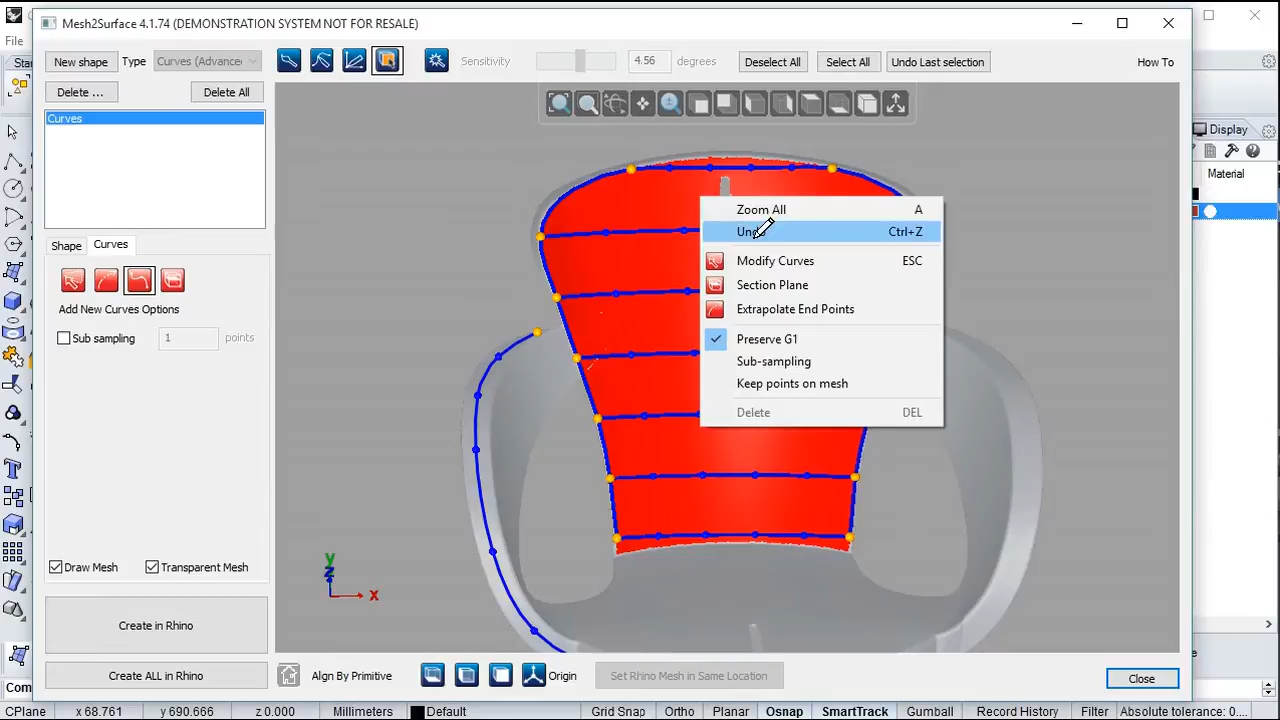 Mesh2Surface 4.1.74 (DEMONSTRATION SYSTEM NOT FOR RESALE)
File
New shape
Type
Curves (Advance
Sensitivity
4.56
degrees
Deselect All
Select All
Undo Last selection
How To
Delete ...
Delete All
Curves
Display
Material
Shape
Curves
Add New Curves Options
Sub sampling
1
points
Zoom All A
Undo Ctrl+Z
Modify Curves ESC
Section Plane
Extrapolate End Points
Preserve G1
Sub-sampling
Keep points on mesh
Delete DEL
Draw Mesh
Transparent Mesh
y
z
x
Create in Rhino
Create ALL in Rhino
Align By Primitive
Origin
Set Rhino Mesh in Same Location
Close
CPlane
x 68.761
y 690.666
z 0.000
Millimeters
Default
Grid Snap
Ortho
Planar
Osnap
SmartTrack
Gumball
Record History
Filter
Absolute tolerance: 0....